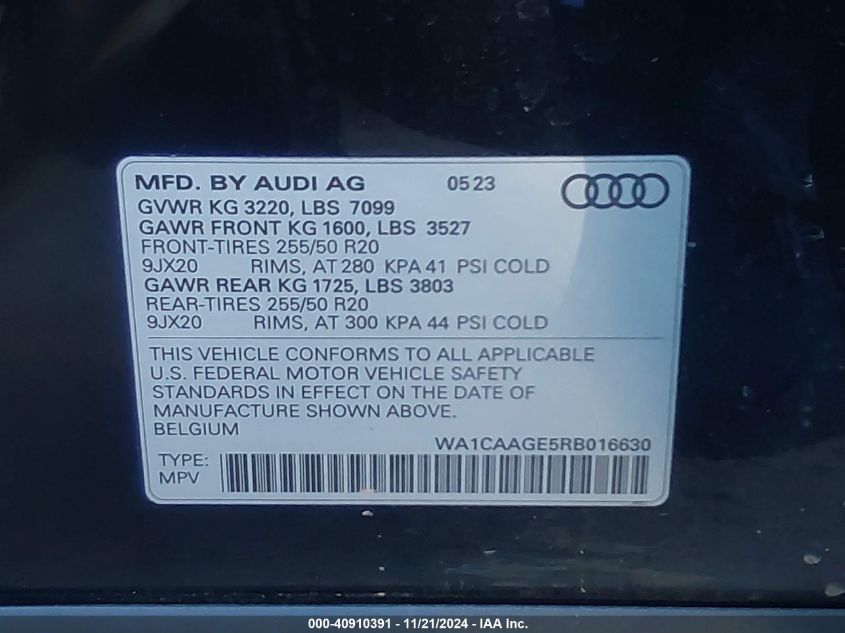 MFD. BY AUDI AG 05 23
GVWR KG 3220, LBS 7099
GAWR FRONT KG 1600, LBS 3527
FRONT-TIRES 255/50 R20
9JX20 RIMS, AT 280 KPA 41 PSI COLD
GAWR REAR KG 1725, LBS 3803
REAR-TIRES 255/50 R20
9JX20 RIMS, AT 300 KPA 44 PSI COLD
THIS VEHICLE CONFORMS TO ALL APPLICABLE
U.S. FEDERAL MOTOR VEHICLE SAFETY
STANDARDS IN EFFECT ON THE DATE OF
MANUFACTURE SHOWN ABOVE.
BELGIUM
WA1CAAGE5RB016630
TYPE:
MPV
000-40910391 - 11/21/2024 - IAA Inc.